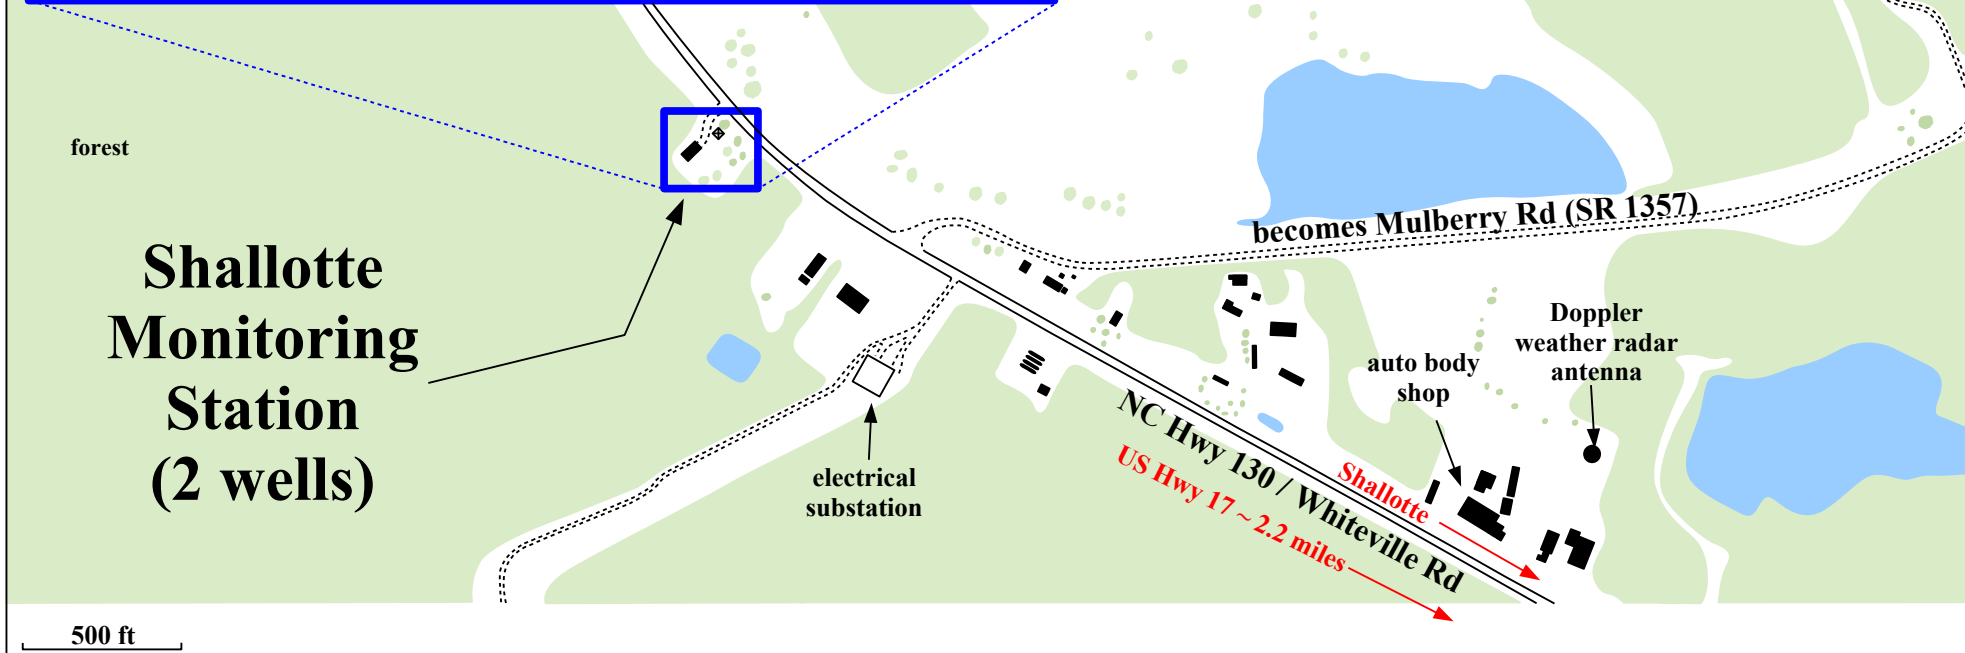 forest
Shallotte
Monitoring
Station
(2 wells)
becomes Mulberry Rd (SR 1357)
Doppler
weather radar
antenna
auto body
shop
electrical
substation
NC Hwy 130 / Whiteville Rd
Shallotte
US Hwy 17 ~ 2.2 miles
500 ft